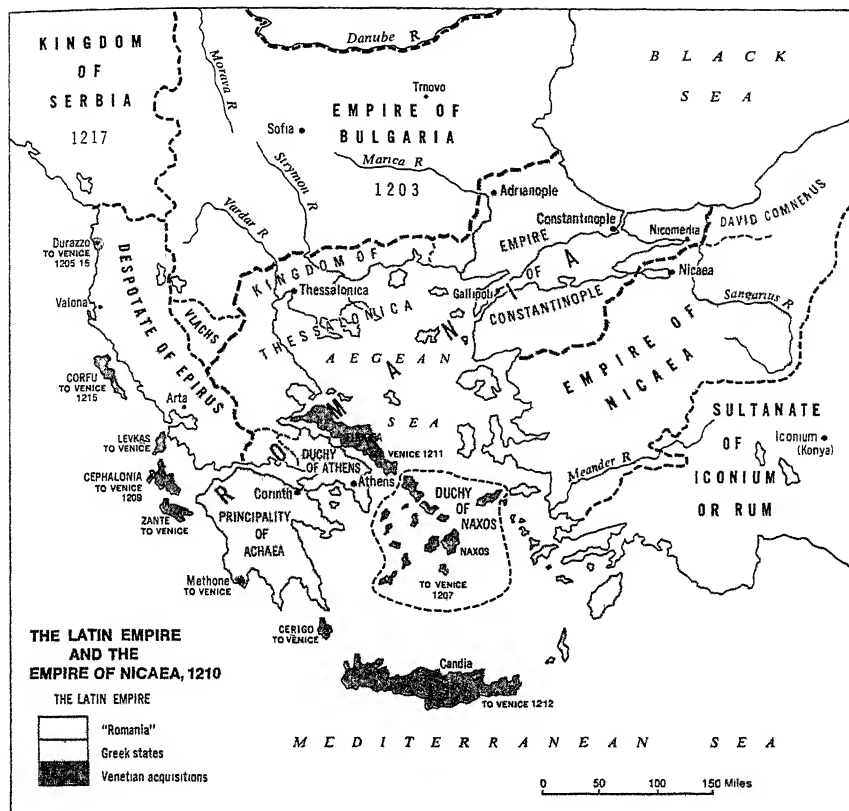 KINGDOM
OF
SERBIA
1217
Morava R
Danube R
BLACK
SEA
Trnovo
EMPIRE OF
BULGARIA
Sofia
Strymon R
Marica R
1203
Vardar R
Adrianople
Constantinople
Nicomedia
DAVID COMNENUS
EMPIRE
OF
CONSTANTINOPLE
Nicaea
Sangarius R
Durazzo
TO VENICE
1205 15
DESPOTATE OF EPIRUS
Valona
VLACHS
KINGDOM OF
THESSALONICA
Thessalonica
Gallipoli
ROMANIA
AEGEAN
SEA
EMPIRE OF
NICAEA
CORFU
TO VENICE
1215
Arta
LEVKAS
TO VENICE
CEPHALONIA
TO VENICE
1209
ZANTE
TO VENICE
VENICE 1211
DUCHY
OF ATHENS
Athens
Corinth
PRINCIPALITY
OF
ACHAEA
DUCHY
OF
NAXOS
NAXOS
TO VENICE
1207
Meander R
SULTANATE
OF
ICONIUM
OR RUM
Iconium
(Konya)
Methone
TO VENICE
CERIGO
TO VENICE
Candia
TO VENICE 1212
THE LATIN EMPIRE
AND THE
EMPIRE OF NICAEA, 1210
THE LATIN EMPIRE
"Romania"
Greek states
Venetian acquisitions
MEDITERRANEAN SEA
0 50 100 150 Miles